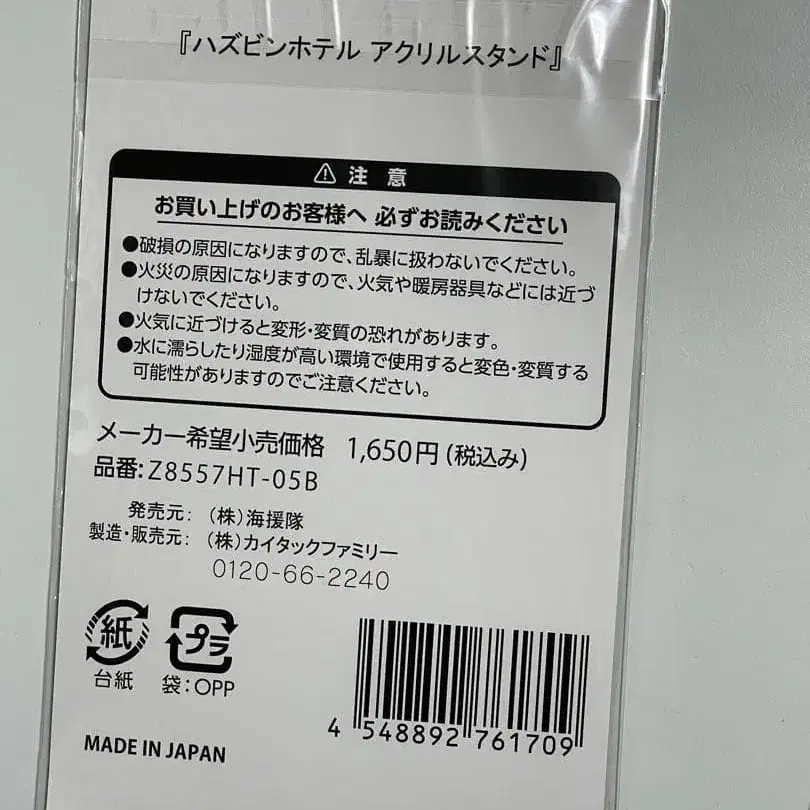 『ハズビンホテル アクリルスタンド』
⚠ 注 意
お買い上げのお客様へ 必ずお読みください
●破損の原因になりますので、乱暴に扱わないでください。
●火災の原因になりますので、火気や暖房器具などには近づ
けないでください。
●火気に近づけると変形・変質の恐れがあります。
●水に濡らしたり湿度が高い環境で使用すると変色・変質する
可能性がありますのでご注意ください。
メーカー希望小売価格 1,650円(税込み)
品番:Z8557HT-05B
発売元: (株)海援隊
製造・販売元: (株)カイタックファミリー
0120-66-2240
紙
台紙
プラ
袋:OPP
4 548892 761709
MADE IN JAPAN